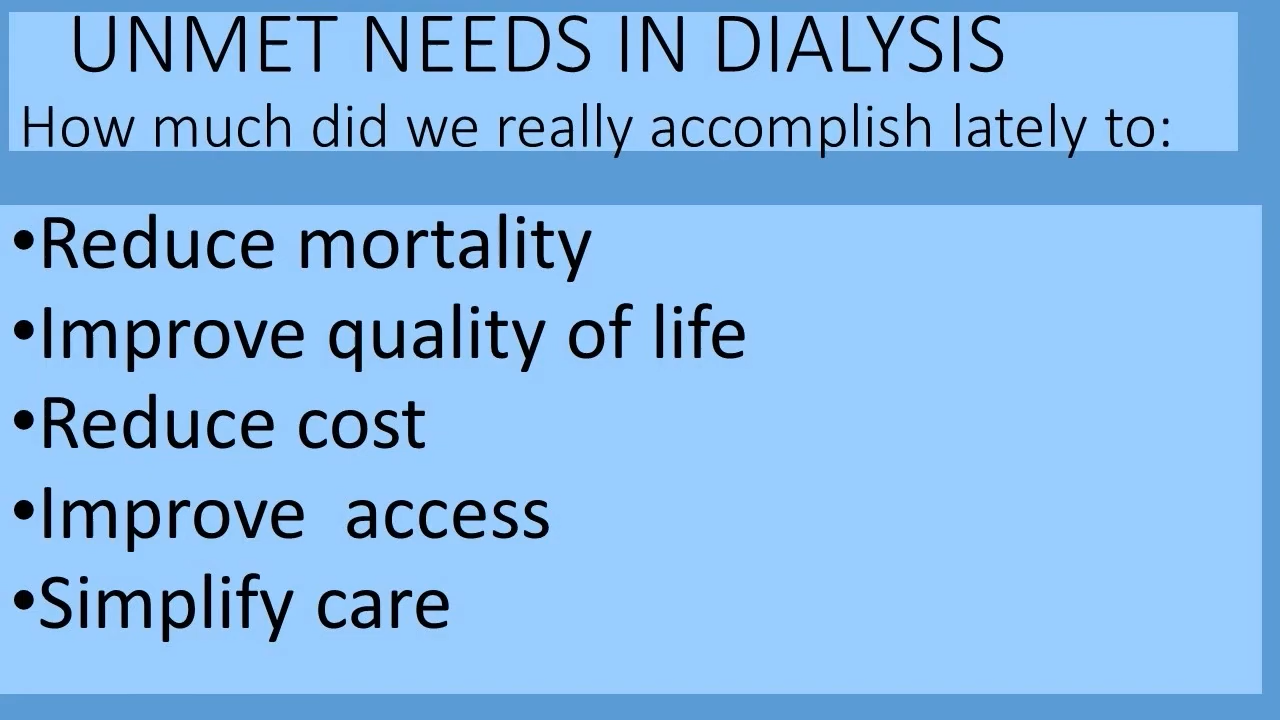 UNMET NEEDS IN DIALYSIS
How much did we really accomplish lately to:
•Reduce mortality
•Improve quality of life
•Reduce cost
•Improve  access
•Simplify care